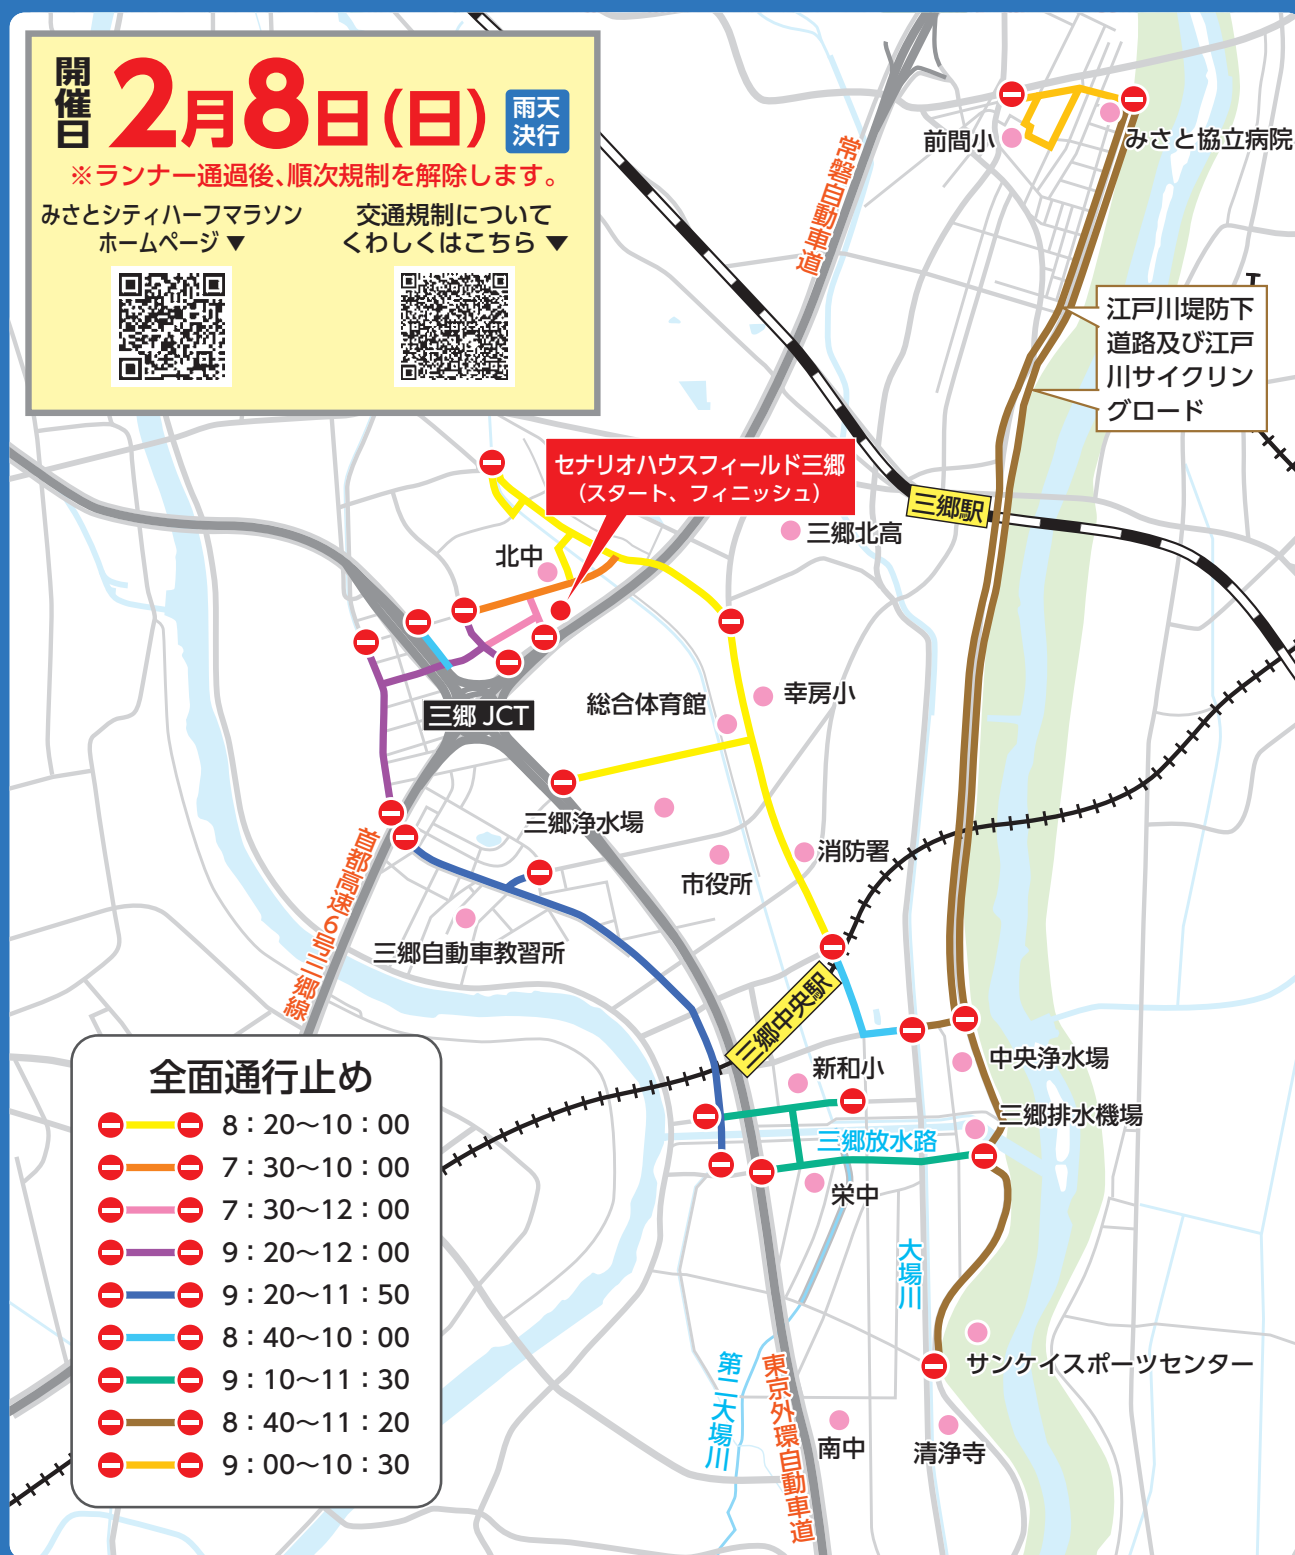 開催日
2月8日(日)
雨天
決行
※ランナー通過後、順次規制を解除します。
みさとシティハーフマラソン
ホームページ ▼
交通規制について
くわしくはこちら ▼
常磐自動車道
前間小
みさと協立病院
江戸川堤防下
道路及び江戸
川サイクリン
グロード
セナリオハウスフィールド三郷
（スタート、フィニッシュ）
三郷駅
三郷北高
北中
総合体育館
幸房小
三郷 JCT
三郷浄水場
消防署
市役所
首都高速6号三郷線
三郷自動車教習所
三郷中央駅
新和小
中央浄水場
三郷排水機場
三郷放水路
栄中
大場川
サンケイスポーツセンター
第二大場川
東京外環自動車道
南中
清浄寺
全面通行止め
8：20～10：00
7：30～10：00
7：30～12：00
9：20～12：00
9：20～11：50
8：40～10：00
9：10～11：30
8：40～11：20
9：00～10：30